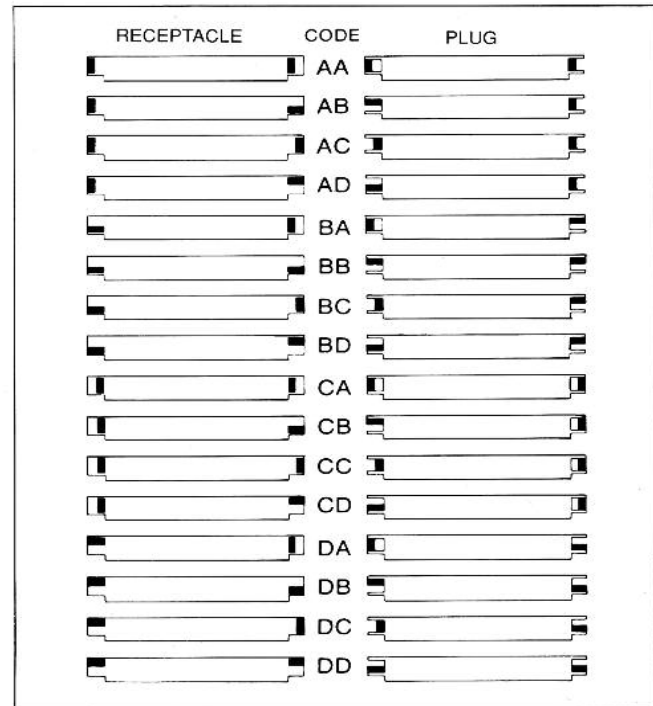 RECEPTACLE CODE PLUG
AA
AB
AC
AD
BA
BB
BC
BD
CA
CB
CC
CD
DA
DB
DC
DD